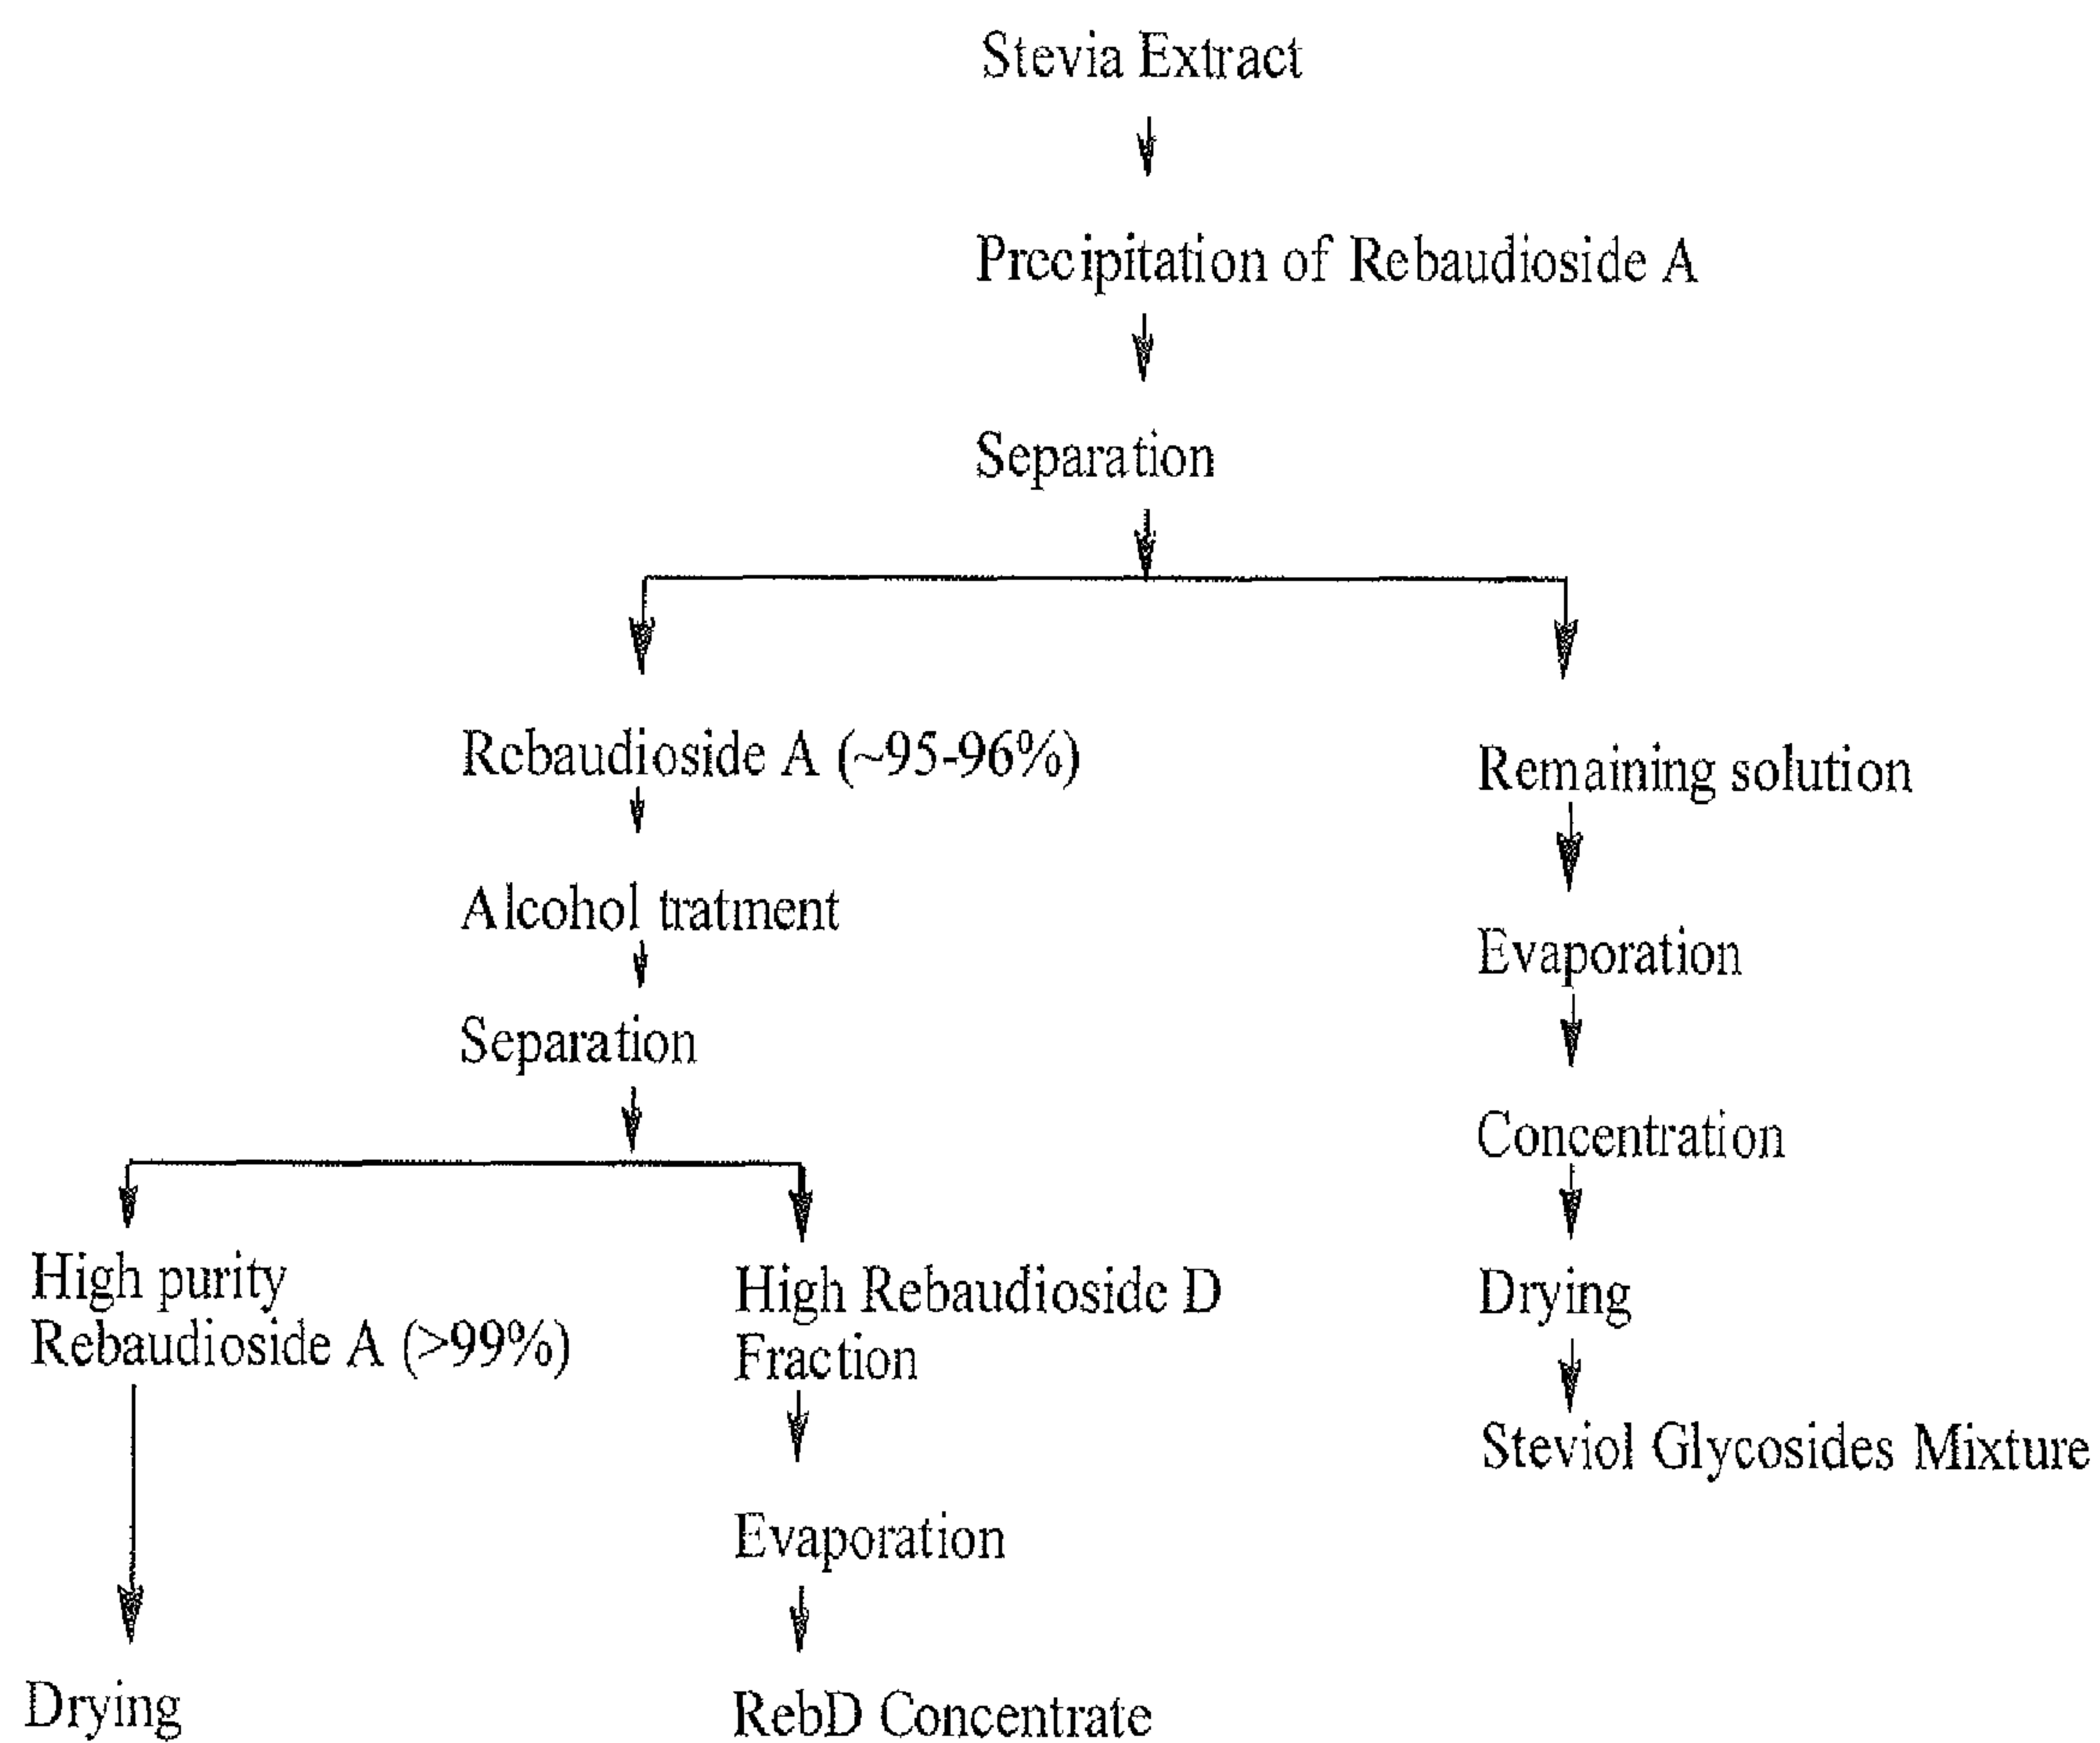 Stevia Extract
Precipitation of Rebaudioside A
Separation
Rebaudioside A (~95-96%)
Remaining solution
Alcohol tratment
Evaporation
Separation
Concentration
High purity
Rebaudioside A (>99%)
High Rebaudioside D
Fraction
Drying
Steviol Glycosides Mixture
Evaporation
Drying
RebD Concentrate